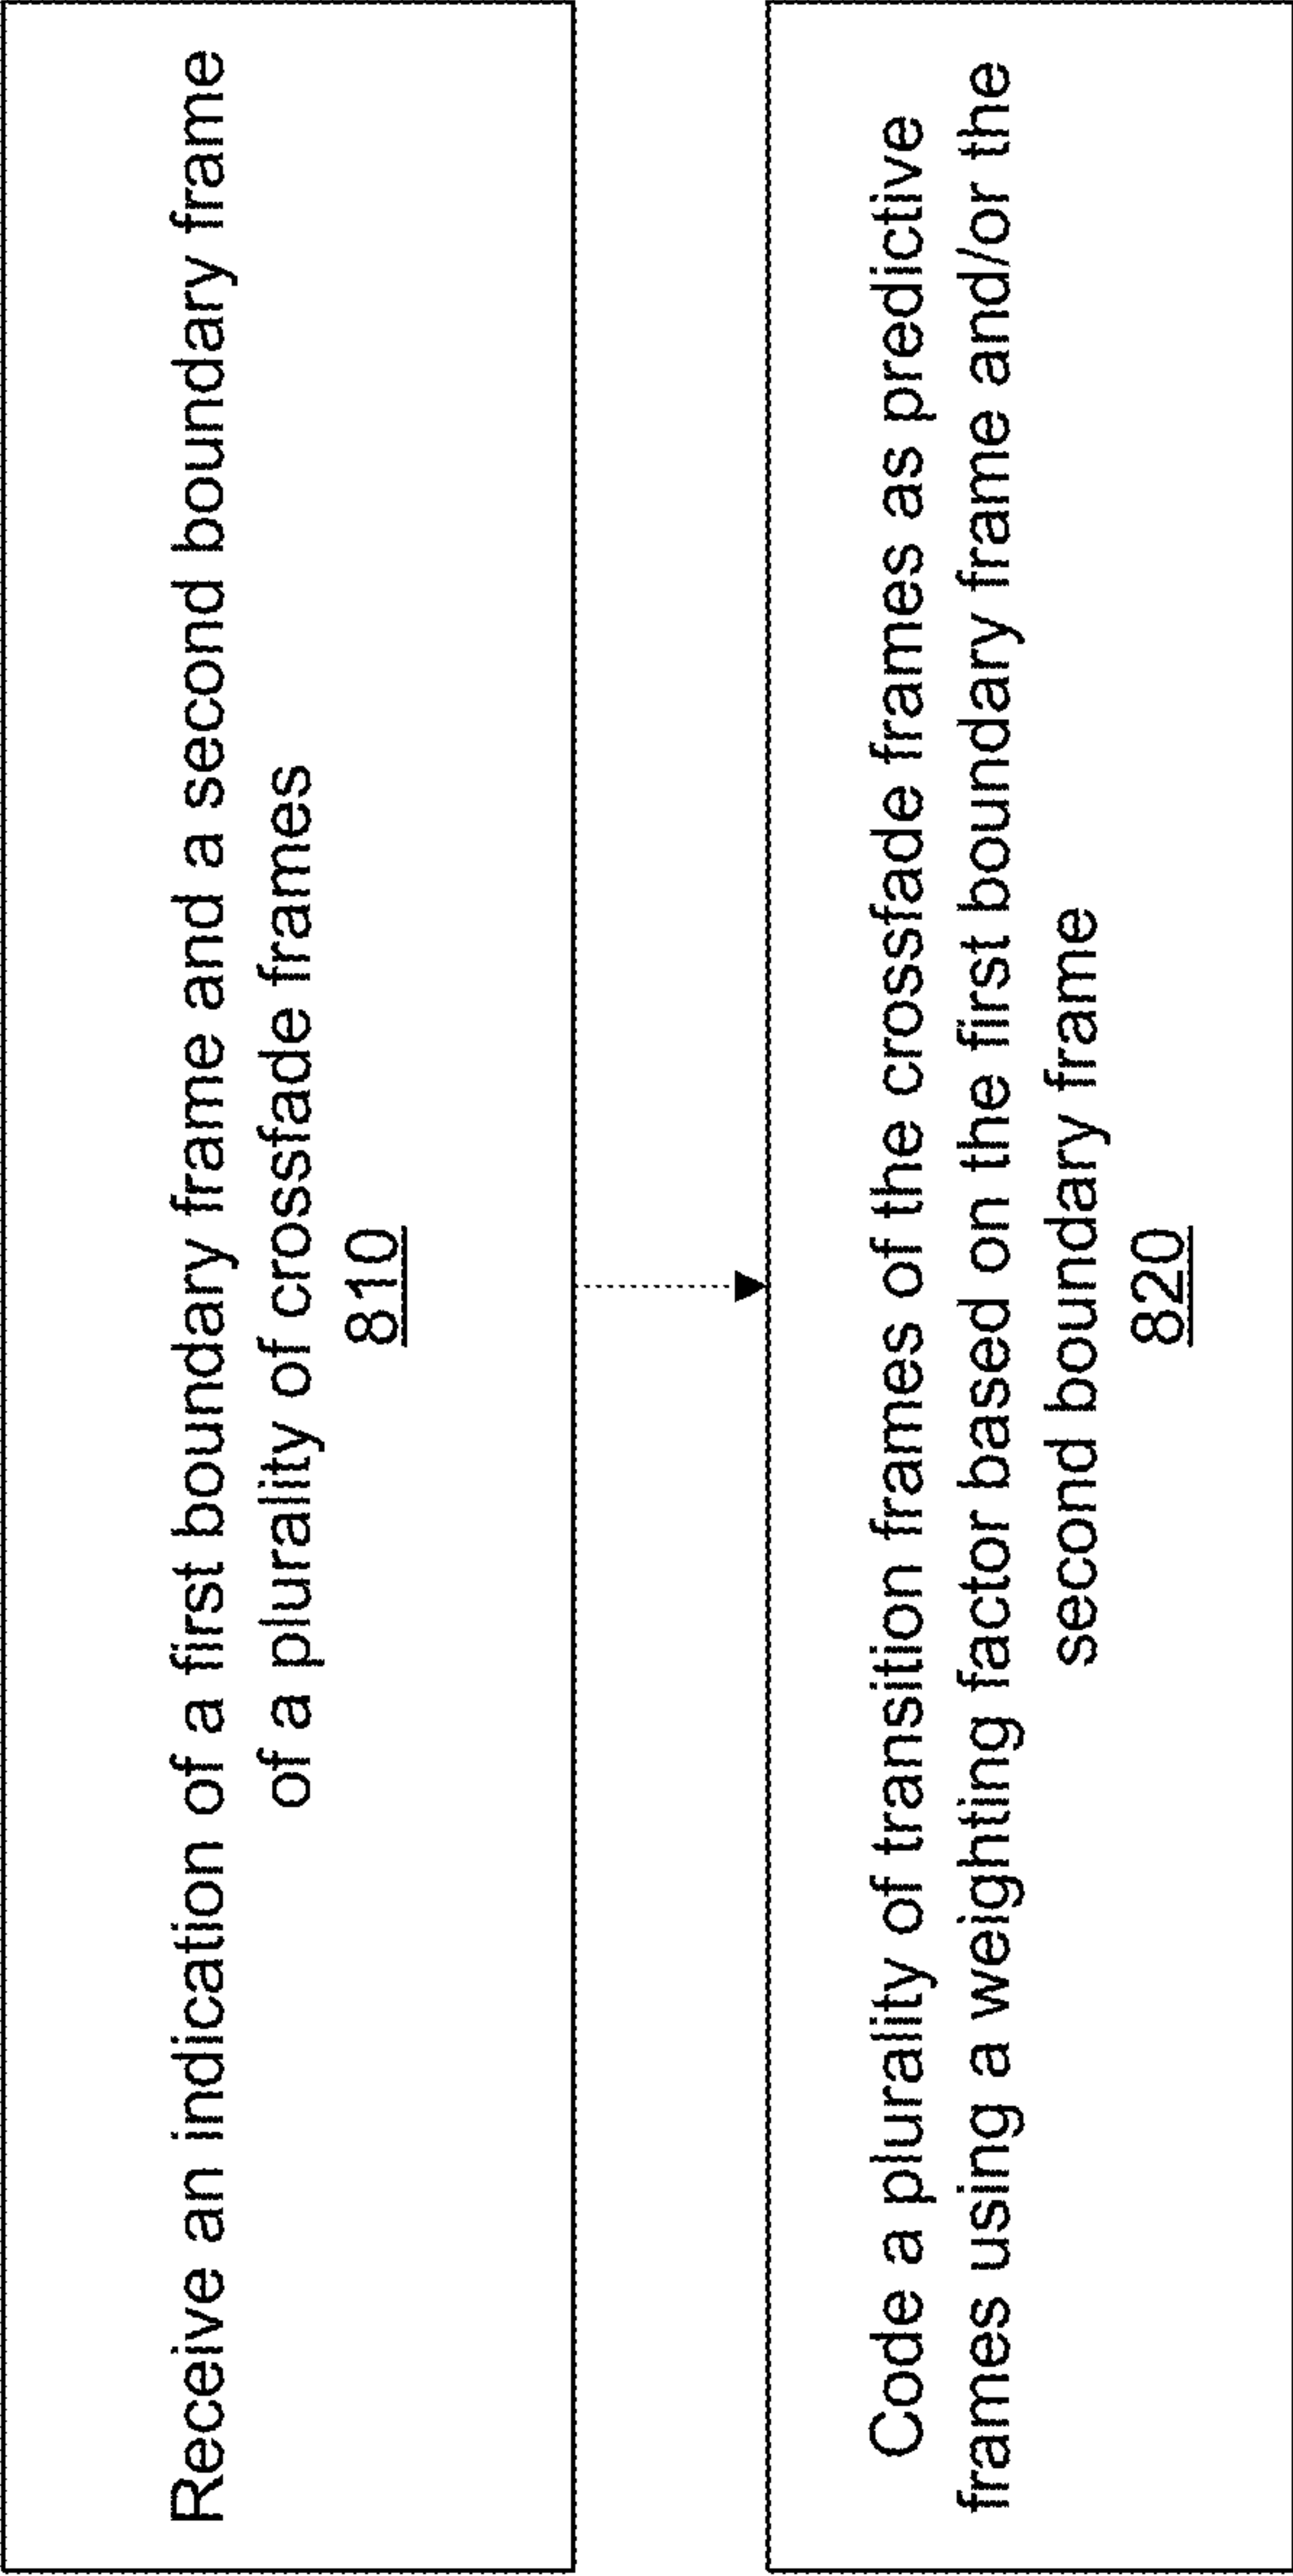 Receive an indication of a first boundary frame and a second boundary frame
of a plurality of crossfade frames
810
Code a plurality of transition frames of the crossfade frames as predictive
frames using a weighting factor based on the first boundary frame and/or the
second boundary frame
820